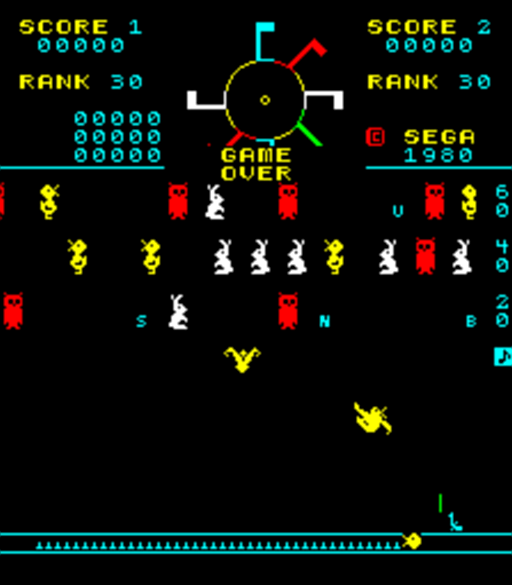 SCORE 1
00000
RANK 30
00000
00000
00000
GAME
OVER
SCORE 2
00000
RANK 30
© SEGA
1980
U
60
40
S
N
B
20
♪